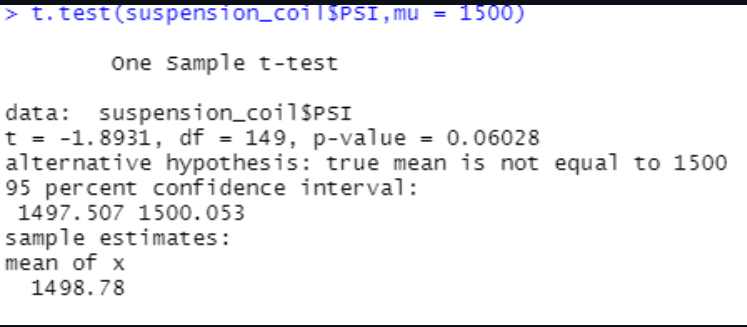 > t.test(suspension_coil$PSI,mu = 1500)
One Sample t-test
data: suspension_coil$PSI
t = -1.8931, df = 149, p-value = 0.06028
alternative hypothesis: true mean is not equal to 1500
95 percent confidence interval:
1497.507 1500.053
sample estimates:
mean of x
1498.78